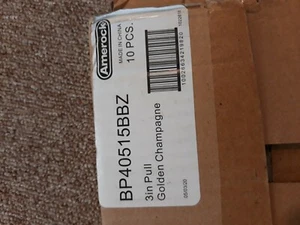 Amerock
MADE IN CHINA
10 PCS.
BP40515BBZ
3in Pull
Golden Champagne